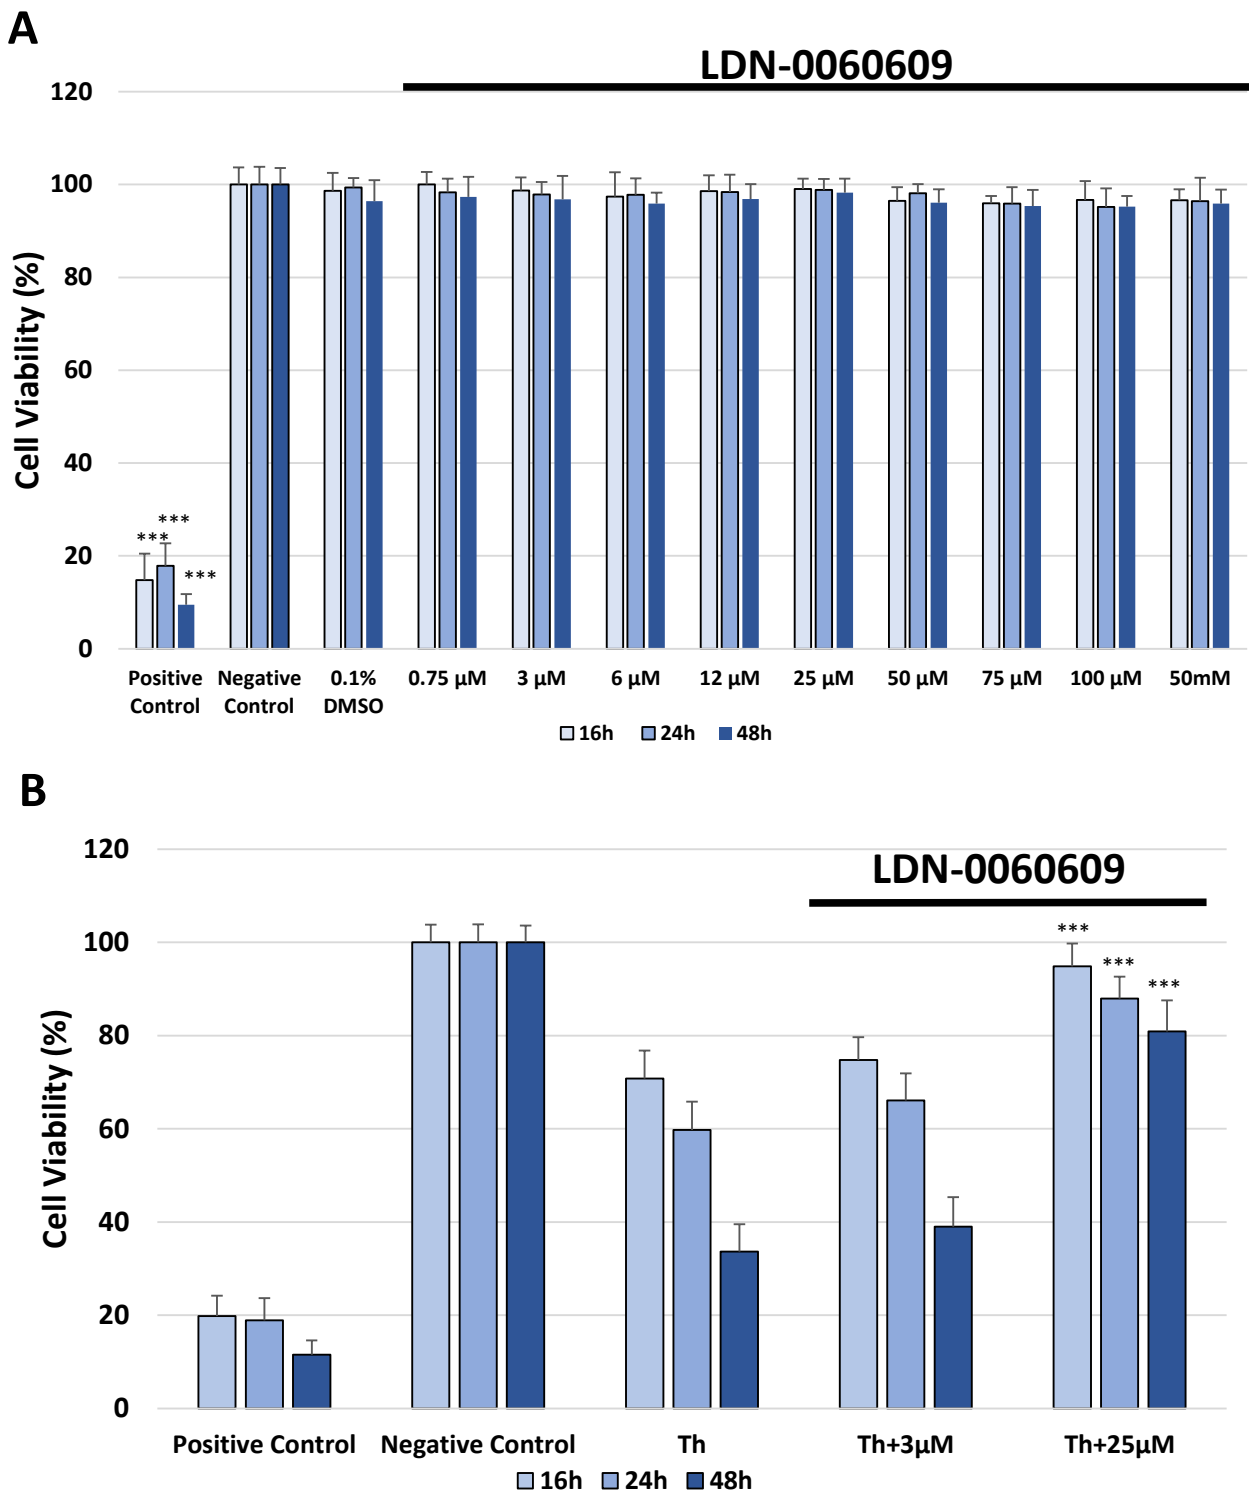 A
LDN-0060609
120
100
80
60
40
20
0
Cell Viability (%)
***
***
***
Positive Control
Negative Control
0.1% DMSO
0.75 µM
3 µM
6 µM
12 µM
25 µM
50 µM
75 µM
100 µM
50mM
16h 24h 48h
B
LDN-0060609
120
100
80
60
40
20
0
Cell Viability (%)
***
***
***
Positive Control Negative Control Th Th+3µM Th+25µM
16h 24h 48h